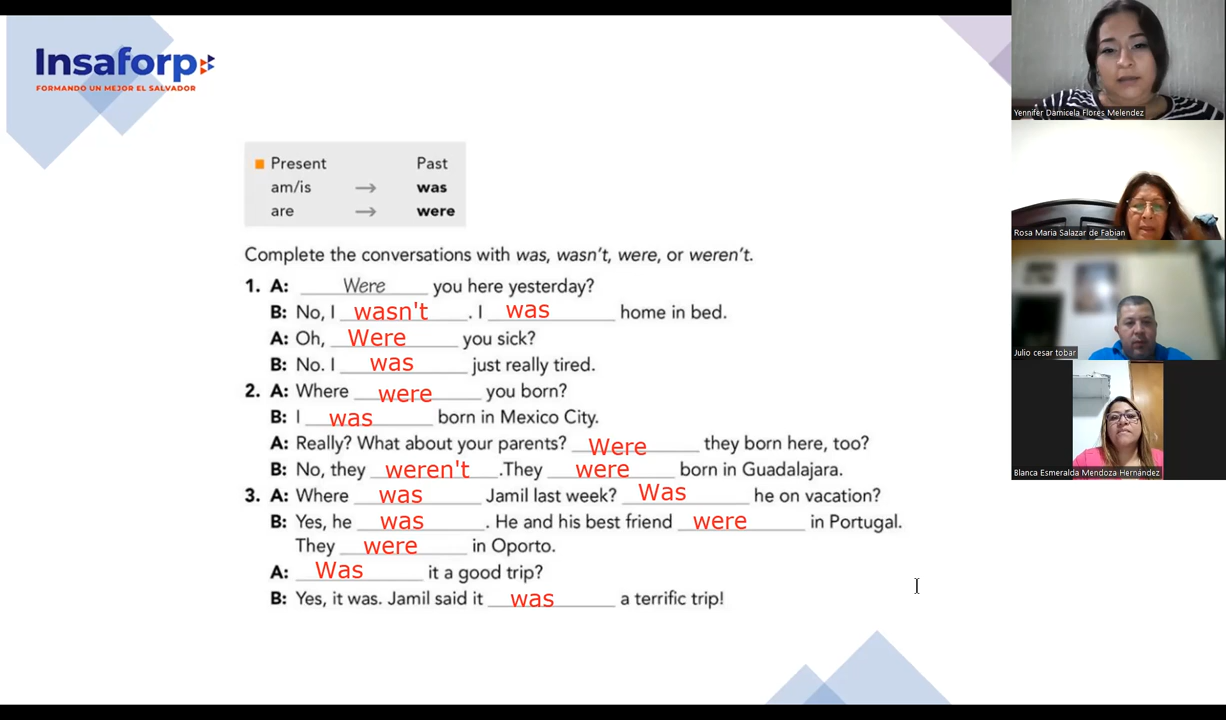 Insaforp
FORMANDO UN MEJOR EL SALVADOR
Present Past
am/is → was
are → were
Complete the conversations with was, wasn't, were, or weren't.
1. A: Were you here yesterday?
B: No, I wasn't. I was home in bed.
A: Oh, Were you sick?
B: No. I was just really tired.
2. A: Where were you born?
B: I was born in Mexico City.
A: Really? What about your parents? Were they born here, too?
B: No, they weren't.They were born in Guadalajara.
3. A: Where was Jamil last week? Was he on vacation?
B: Yes, he was. He and his best friend were in Portugal.
They were in Oporto.
A: Was it a good trip?
B: Yes, it was. Jamil said it was a terrific trip!
Yennifer Damicela Flores Melendez
Rosa Maria Salazar de Fabian
Julio cesar tobar
Blanca Esmeralda Mendoza Hernández